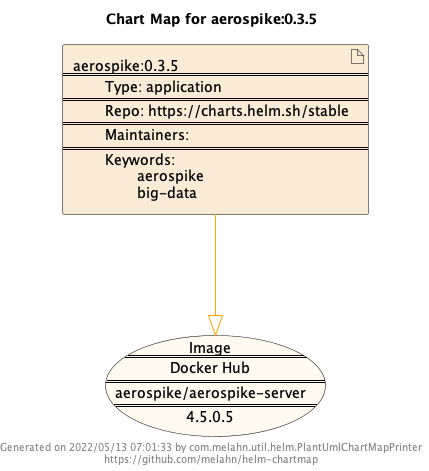 Chart Map for aerospike:0.3.5
aerospike:0.3.5
Type: application
Repo: https://charts.helm.sh/stable
Maintainers:
Keywords:
aerospike
big-data
Image
Docker Hub
aerospike/aerospike-server
4.5.0.5
Generated on 2022/05/13 07:01:33 by com.melahn.util.helm.PlantUmlChartMapPrinter
https://github.com/melahn/helm-chartmap